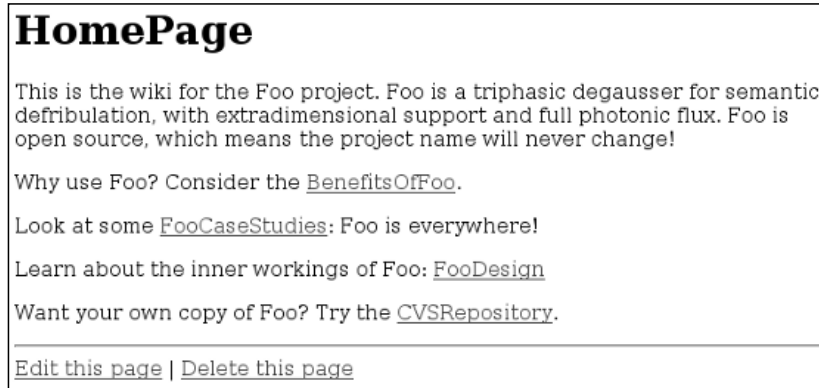 HomePage
This is the wiki for the Foo project. Foo is a triphasic degausser for semantic
defribulation, with extradimensional support and full photonic flux. Foo is
open source, which means the project name will never change!
Why use Foo? Consider the BenefitsOfFoo.
Look at some FooCaseStudies: Foo is everywhere!
Learn about the inner workings of Foo: FooDesign
Want your own copy of Foo? Try the CVSRepository.
Edit this page | Delete this page